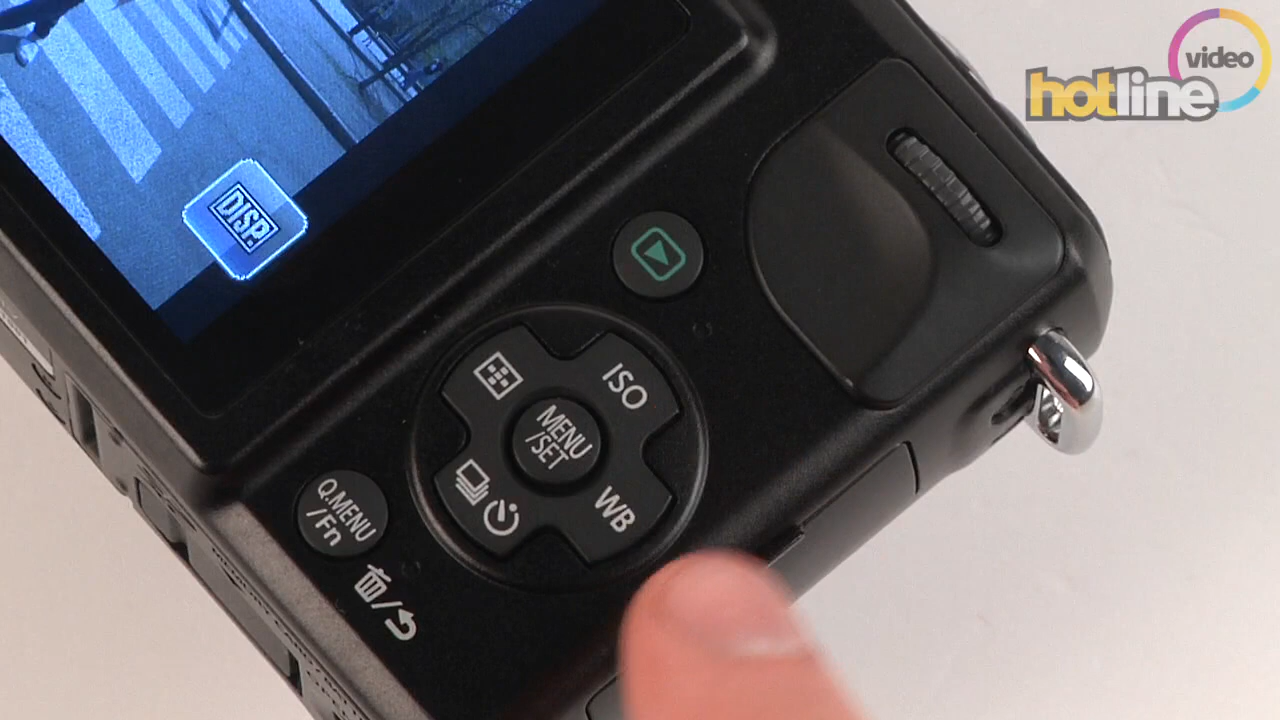 video
hotline
DISP.
ISO
MENU
/SET
WB
Q.MENU
/Fn